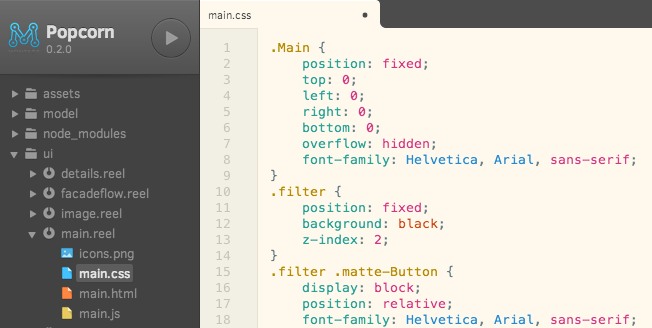 Popcorn
0.2.0
assets
model
node_modules
ui
details.reel
facadeflow.reel
image.reel
main.reel
icons.png
main.css
main.html
main.js
main.css
1 .Main {
2 position: fixed;
3 top: 0;
4 left: 0;
5 right: 0;
6 bottom: 0;
7 overflow: hidden;
8 font-family: Helvetica, Arial, sans-serif;
9 }
10 .filter {
11 position: fixed;
12 background: black;
13 z-index: 2;
14 }
15 .filter .matte-Button {
16 display: block;
17 position: relative;
18 font-family: Helvetica, Arial, sans-serif;